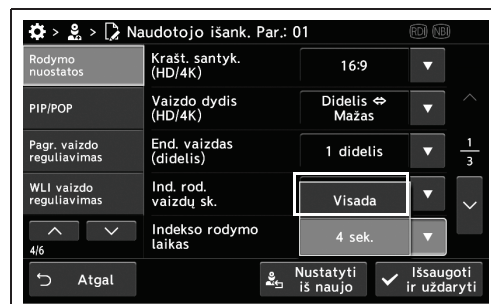 > > Naudotojo išank. Par.: 01 RDI NBI
Rodymo
nuostatos
Krašt. santyk.
(HD/4K)
16:9
PIP/POP
Vaizdo dydis
(HD/4K)
Didelis ⇔
Mažas
Pagr. vaizdo
reguliavimas
End. vaizdas
(didelis)
1 didelis
1
3
WLI vaizdo
reguliavimas
Ind. rod.
vaizdų sk.
Visada
4/6
Indekso rodymo
laikas
4 sek.
Atgal
Nustatyti
iš naujo
Išsaugoti
ir uždaryti